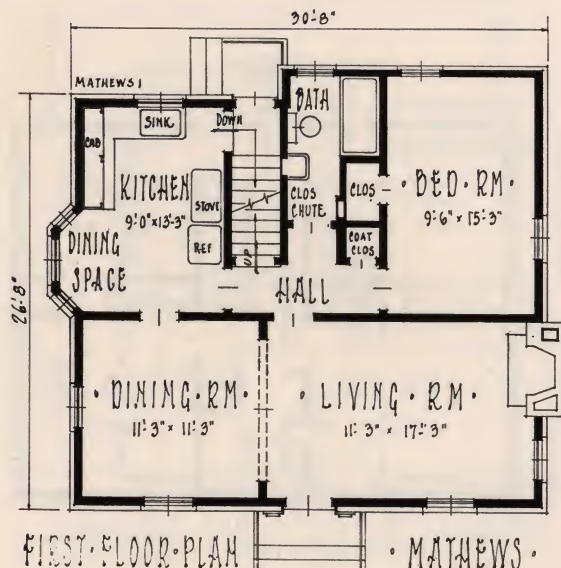 30'-8"
MATHEWS 1
BATH
SINK
DOWN
CAB
KITCHEN
9'-0" x 13'-3"
STOVE
CLOS
CHUTE
CLOS
· BED · RM ·
9'-6" x 15'-3"
REF
COAT
CLOS
DINING
SPACE
UP
HALL
26'-8"
· DINING · RM ·
11'-3" x 11'-3"
· LIVING · RM ·
11'-3" x 17'-3"
FIRST · FLOOR · PLAN
· MATHEWS ·